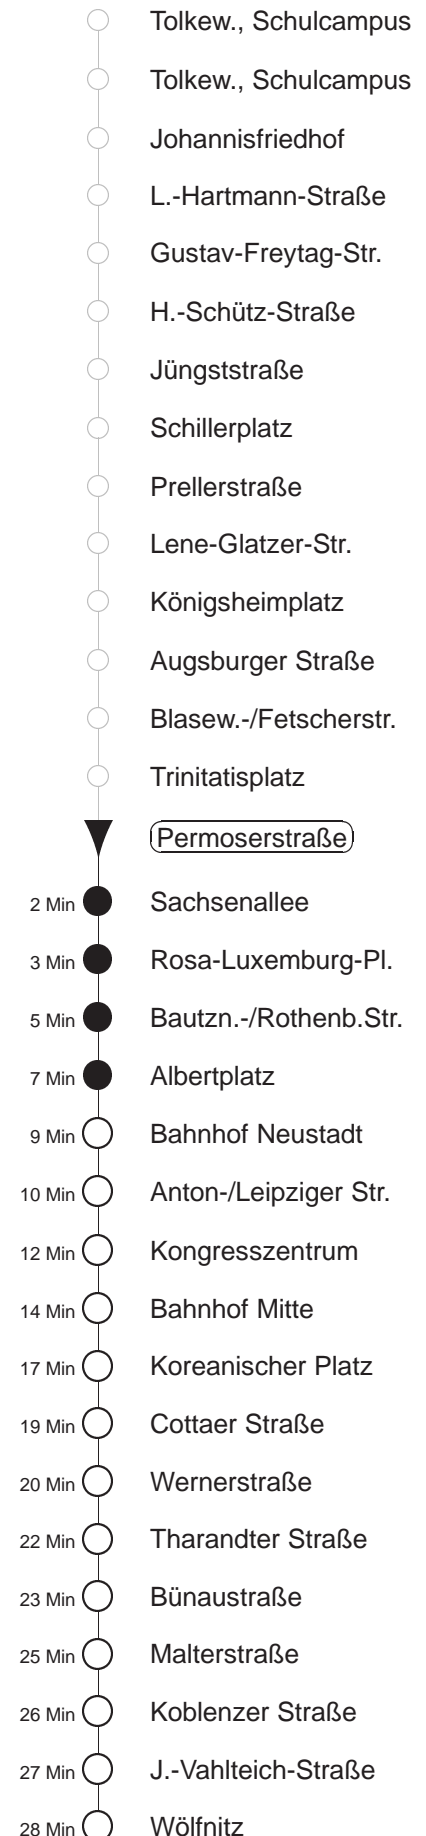 Tolkew., Schulcampus
Tolkew., Schulcampus
Johannisfriedhof
L.-Hartmann-Straße
Gustav-Freytag-Str.
H.-Schütz-Straße
Jüngststraße
Schillerplatz
Prellerstraße
Lene-Glatzer-Str.
Königsheimplatz
Augsburger Straße
Blasew.-/Fetscherstr.
Trinitatisplatz
Permoserstraße
2 Min Sachsenallee
3 Min Rosa-Luxemburg-Pl.
5 Min Bautzn.-/Rothenb.Str.
7 Min Albertplatz
9 Min Bahnhof Neustadt
10 Min Anton-/Leipziger Str.
12 Min Kongresszentrum
14 Min Bahnhof Mitte
17 Min Koreanischer Platz
19 Min Cottaer Straße
20 Min Wernerstraße
22 Min Tharandter Straße
23 Min Bünaustraße
25 Min Malterstraße
26 Min Koblenzer Straße
27 Min J.-Vahlteich-Straße
28 Min Wölfnitz